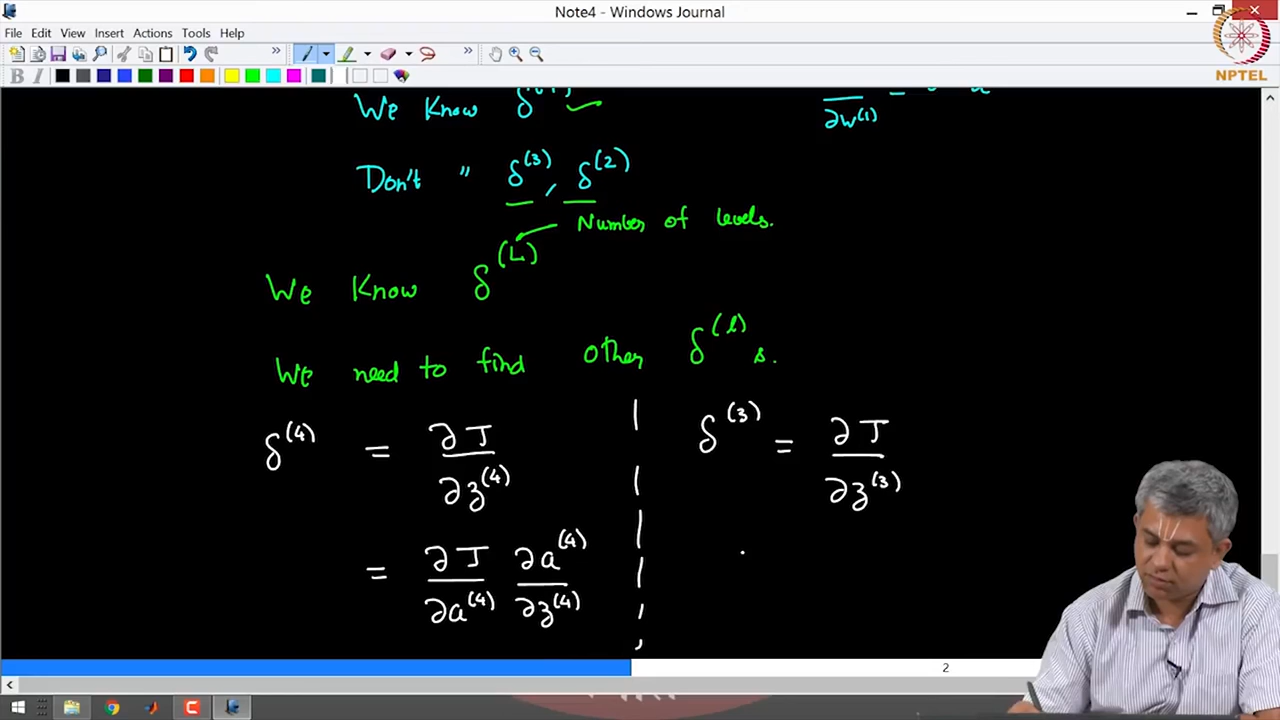 Note4 - Windows Journal
File Edit View Insert Actions Tools Help
NPTEL
We Know δ
∂w(1)
Don't " δ(3), δ(2)
Number of levels.
We Know δ(L)
We need to find other δ(l) s.
δ(4) = ∂J/∂z(4)
δ(3) = ∂J/∂z(3)
= ∂J/∂a(4) ∂a(4)/∂z(4)
2